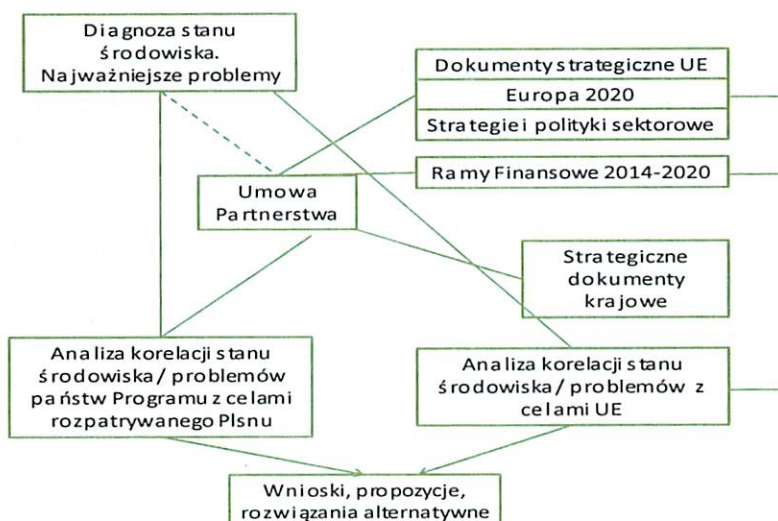 Diagnoza stanu
środowiska.
Najważniejsze problemy
Dokumenty strategiczne UE
Europa 2020
Strategie i polityki sektorowe
Ramy Finansowe 2014-2020
Umowa
Partnerstwa
Strategiczne
dokumenty
krajowe
Analiza korelacji stanu
środowiska/ problemów
państw Programu z celami
rozpatrywanego Plsnu
Analiza korelacji stanu
środowiska/ problemów z
celami UE
Wnioski, propozycje,
rozwiązania alternatywne